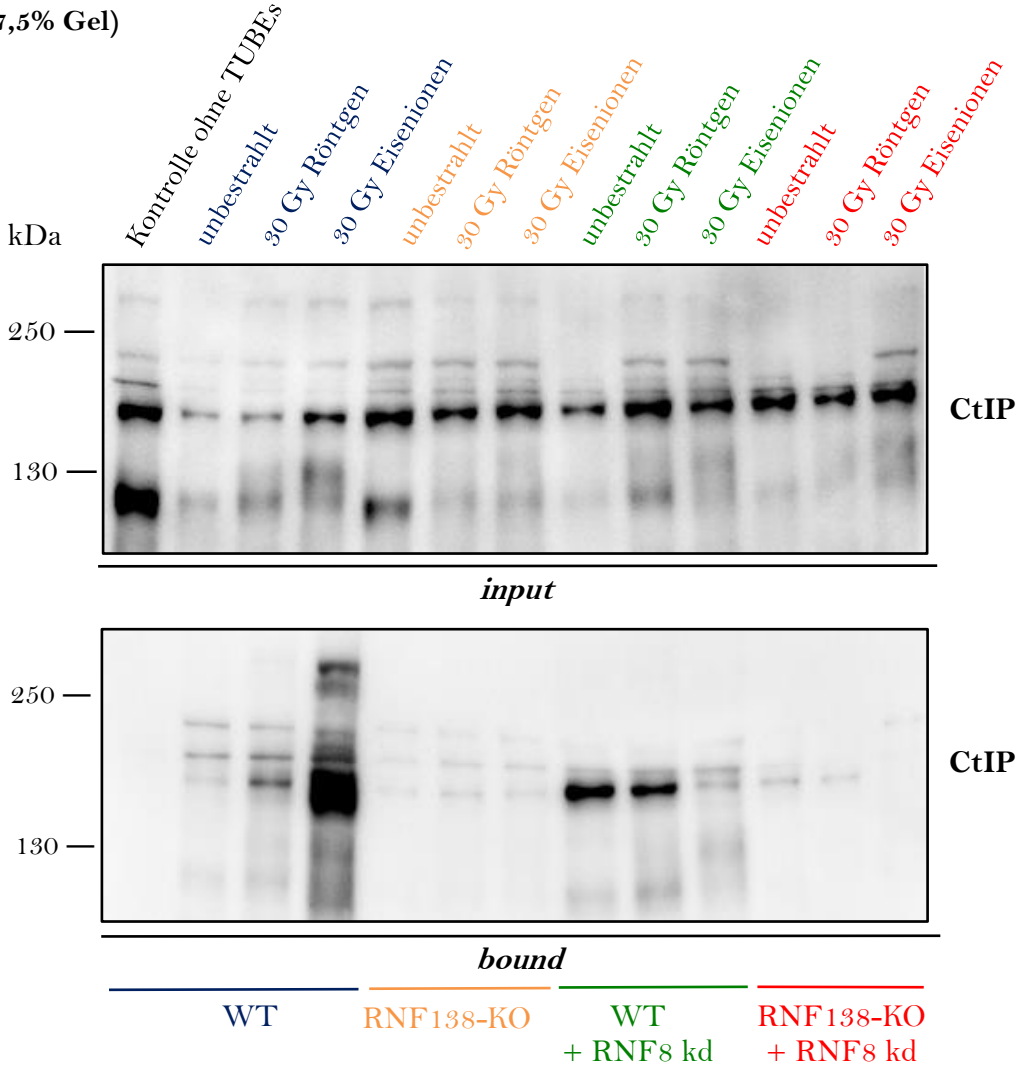 7,5% Gel)
Kontrolle ohne TUBEs
unbestrahlt
30 Gy Röntgen
30 Gy Eisenionen
unbestrahlt
30 Gy Röntgen
30 Gy Eisenionen
unbestrahlt
30 Gy Röntgen
30 Gy Eisenionen
unbestrahlt
30 Gy Röntgen
30 Gy Eisenionen
kDa
250
CtIP
130
input
250
CtIP
130
bound
WT
RNF138-KO
WT
+ RNF8 kd
RNF138-KO
+ RNF8 kd